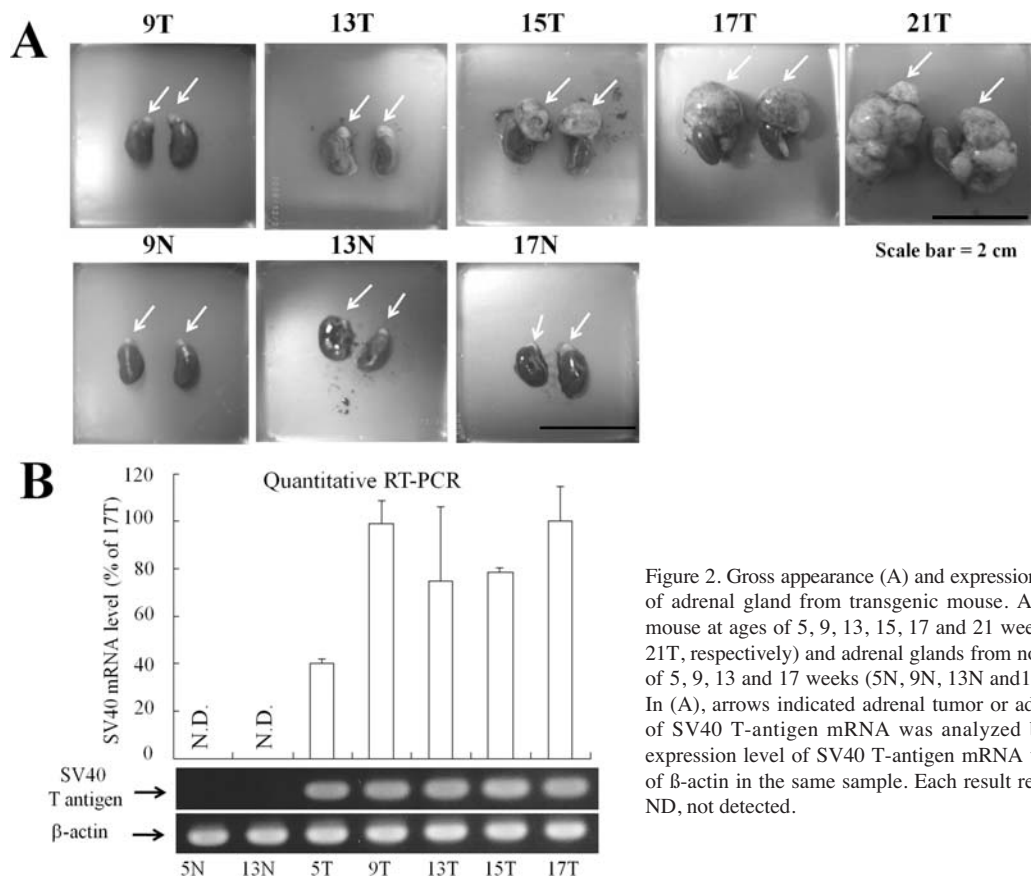 A
9T 13T 15T 17T 21T
9N 13N 17N
Scale bar = 2 cm
B
Quantitative RT-PCR
SV40 mRNA level (% of 17T)
120
100
80
60
40
20
0
N.D. N.D.
SV40
T antigen
β-actin
5N 13N 5T 9T 13T 15T 17T
Figure 2. Gross appearance (A) and expression
of adrenal gland from transgenic mouse. A
mouse at ages of 5, 9, 13, 15, 17 and 21 wee
21T, respectively) and adrenal glands from no
of 5, 9, 13 and 17 weeks (5N, 9N, 13N and1
In (A), arrows indicated adrenal tumor or ad
of SV40 T-antigen mRNA was analyzed b
expression level of SV40 T-antigen mRNA
of ß-actin in the same sample. Each result re
ND, not detected.